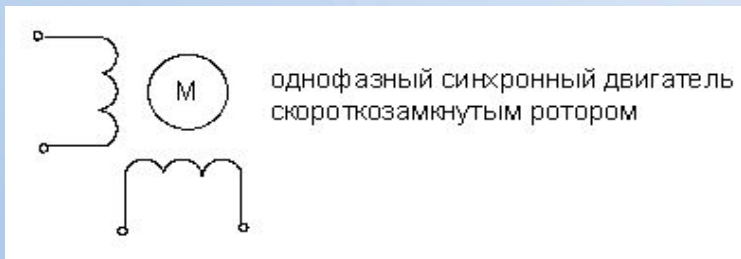 М
однофазный синхронный двигатель
скороткозамкнутым ротором